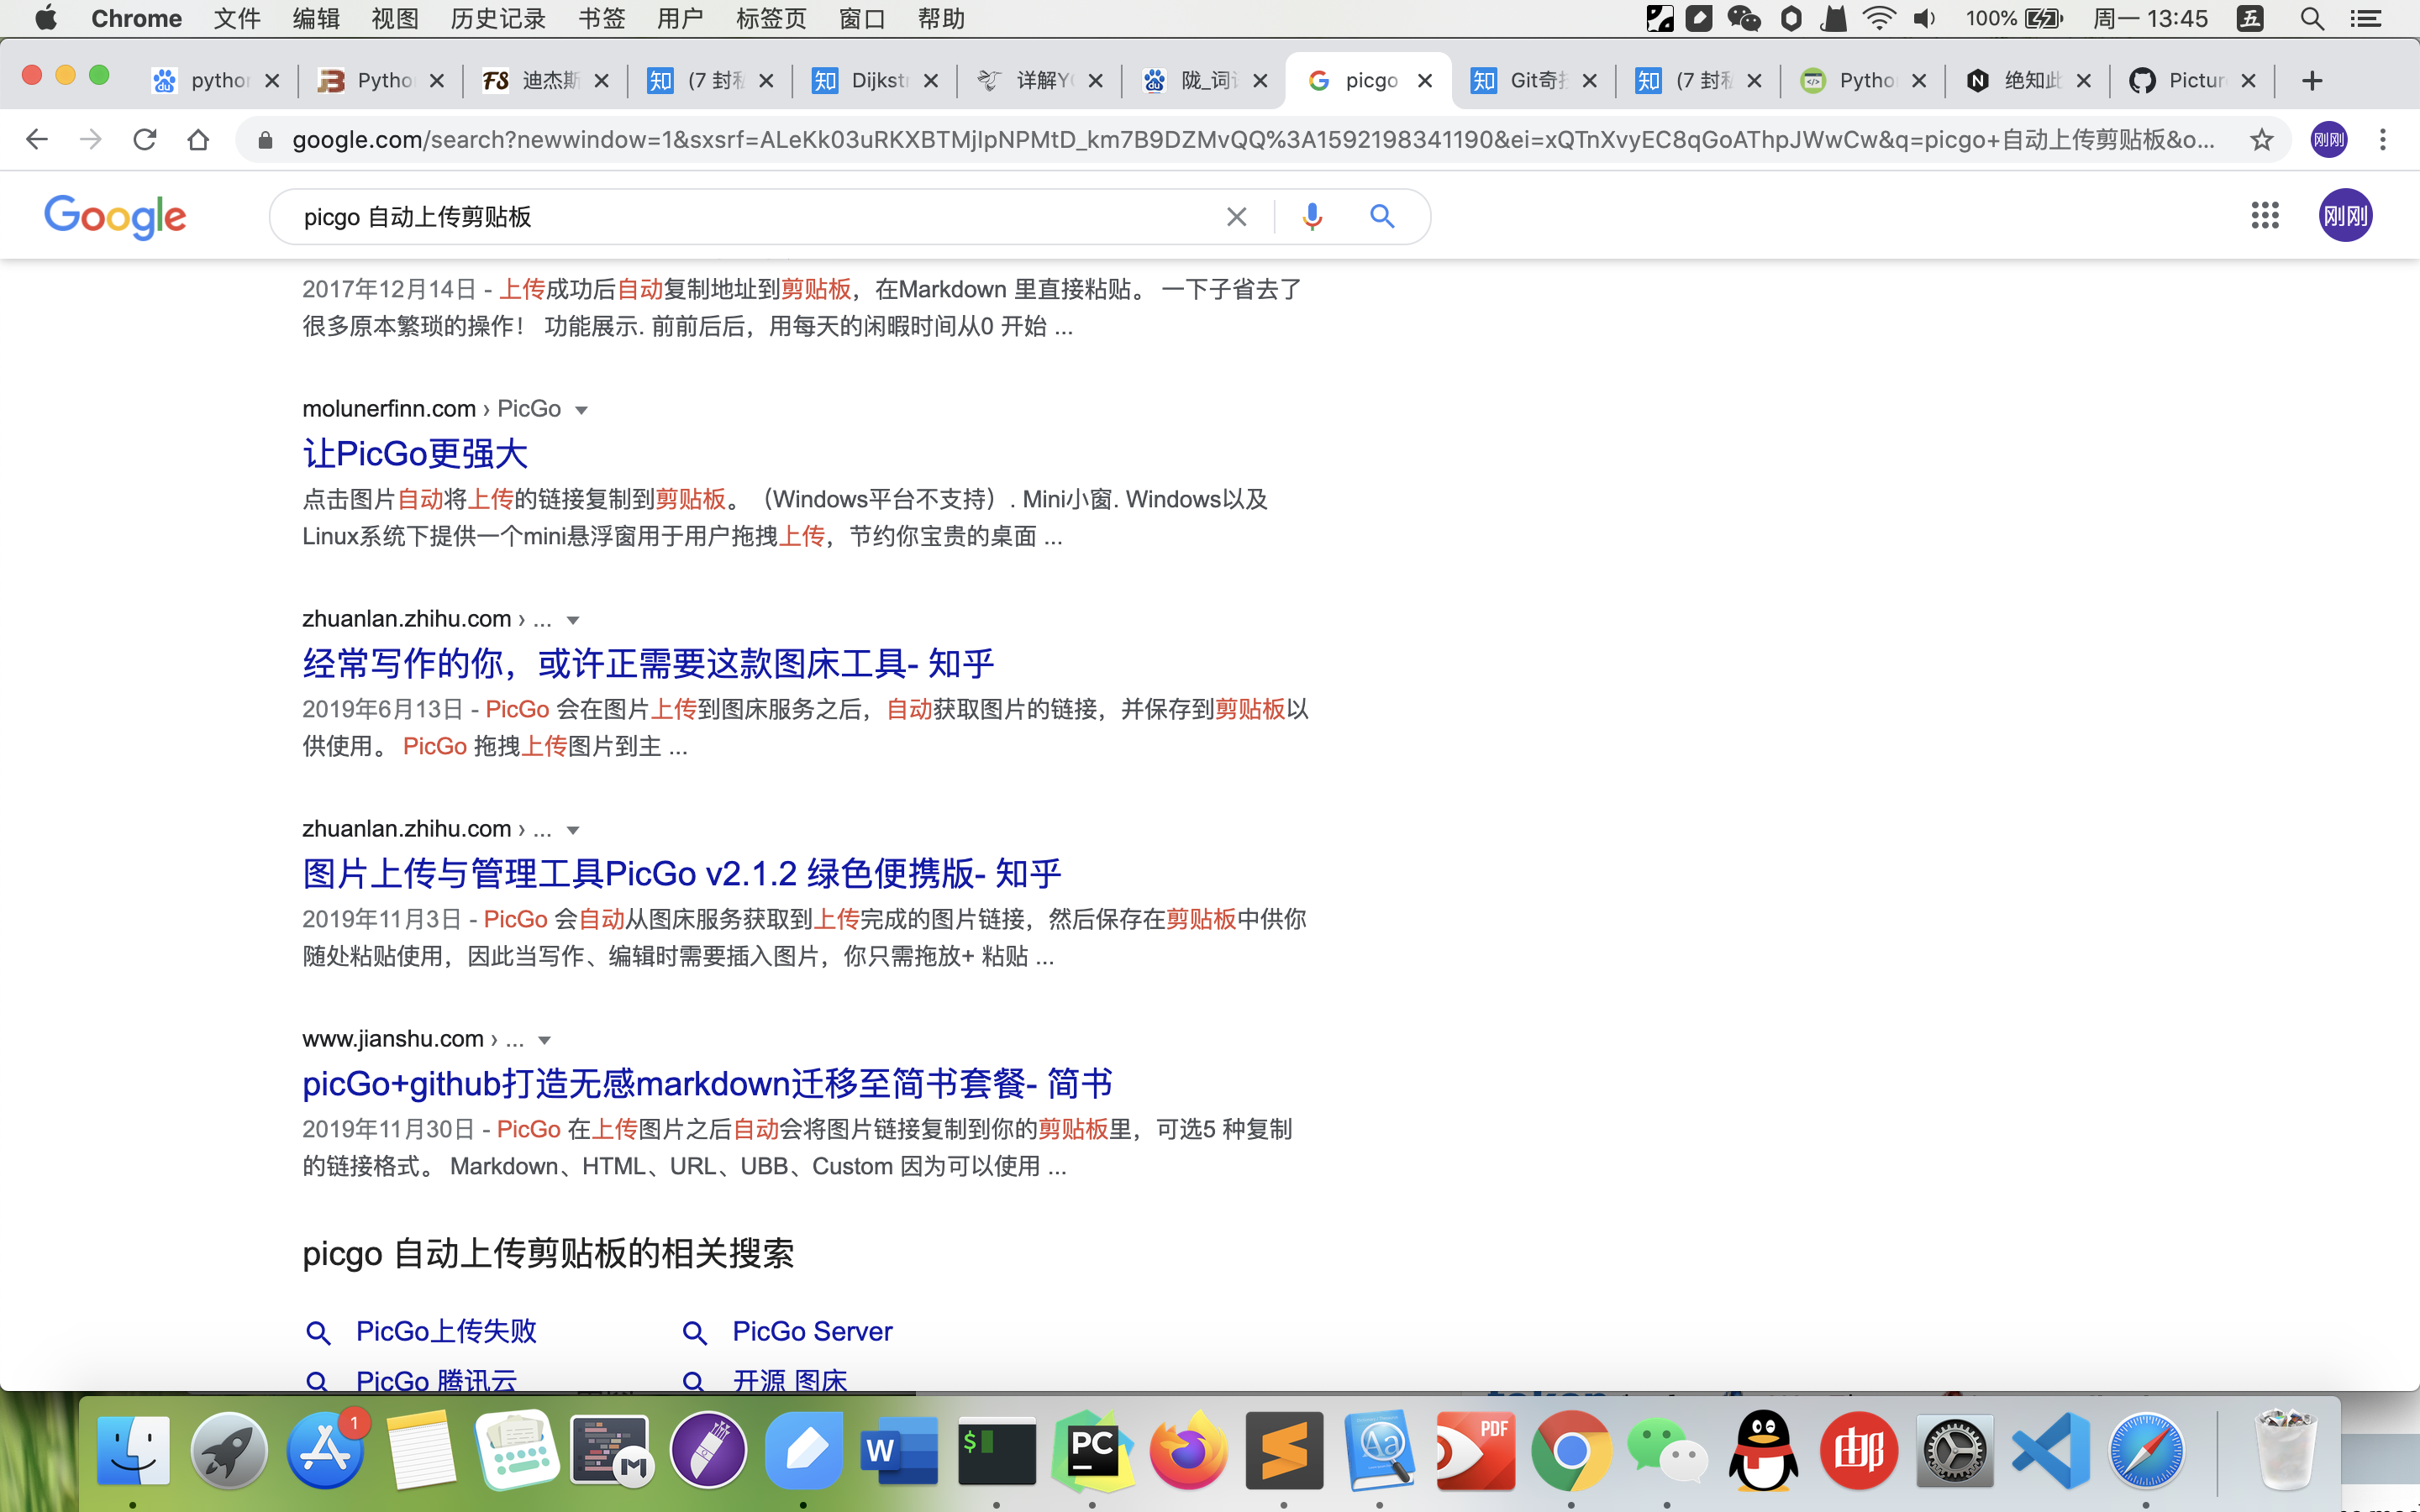 Chrome 文件 编辑 视图 历史记录 书签 用户 标签页 窗口 帮助 100% 周一 13:45 五
python Pytho 迪杰斯 (7 封私 Dijkstr 详解Y 陇_词 picgo Git奇 (7 封私 Pytho 绝知此 Pictur
google.com/search?newwindow=1&sxsrf=ALeKk03uRKXBTMjIpNPMtD_km7B9DZMvQQ%3A1592198341190&ei=xQTnXvyEC8qGoAThpJWwCw&q=picgo+自动上传剪贴板&o... 刚刚
Google picgo 自动上传剪贴板 刚刚
2017年12月14日 - 上传成功后自动复制地址到剪贴板，在Markdown 里直接粘贴。 一下子省去了
很多原本繁琐的操作！ 功能展示. 前前后后，用每天的闲暇时间从0 开始 ...
molunerfinn.com › PicGo
让PicGo更强大
点击图片自动将上传的链接复制到剪贴板。（Windows平台不支持）. Mini小窗. Windows以及
Linux系统下提供一个mini悬浮窗用于用户拖拽上传，节约你宝贵的桌面 ...
zhuanlan.zhihu.com › ...
经常写作的你，或许正需要这款图床工具- 知乎
2019年6月13日 - PicGo 会在图片上传到图床服务之后，自动获取图片的链接，并保存到剪贴板以
供使用。 PicGo 拖拽上传图片到主 ...
zhuanlan.zhihu.com › ...
图片上传与管理工具PicGo v2.1.2 绿色便携版- 知乎
2019年11月3日 - PicGo 会自动从图床服务获取到上传完成的图片链接，然后保存在剪贴板中供你
随处粘贴使用，因此当写作、编辑时需要插入图片，你只需拖放+ 粘贴 ...
www.jianshu.com › ...
picGo+github打造无感markdown迁移至简书套餐- 简书
2019年11月30日 - PicGo 在上传图片之后自动会将图片链接复制到你的剪贴板里，可选5 种复制
的链接格式。 Markdown、HTML、URL、UBB、Custom 因为可以使用 ...
picgo 自动上传剪贴板的相关搜索
PicGo上传失败 PicGo Server
PicGo 腾讯云 开源 图床
1 W $ PC Aa PDF 邮